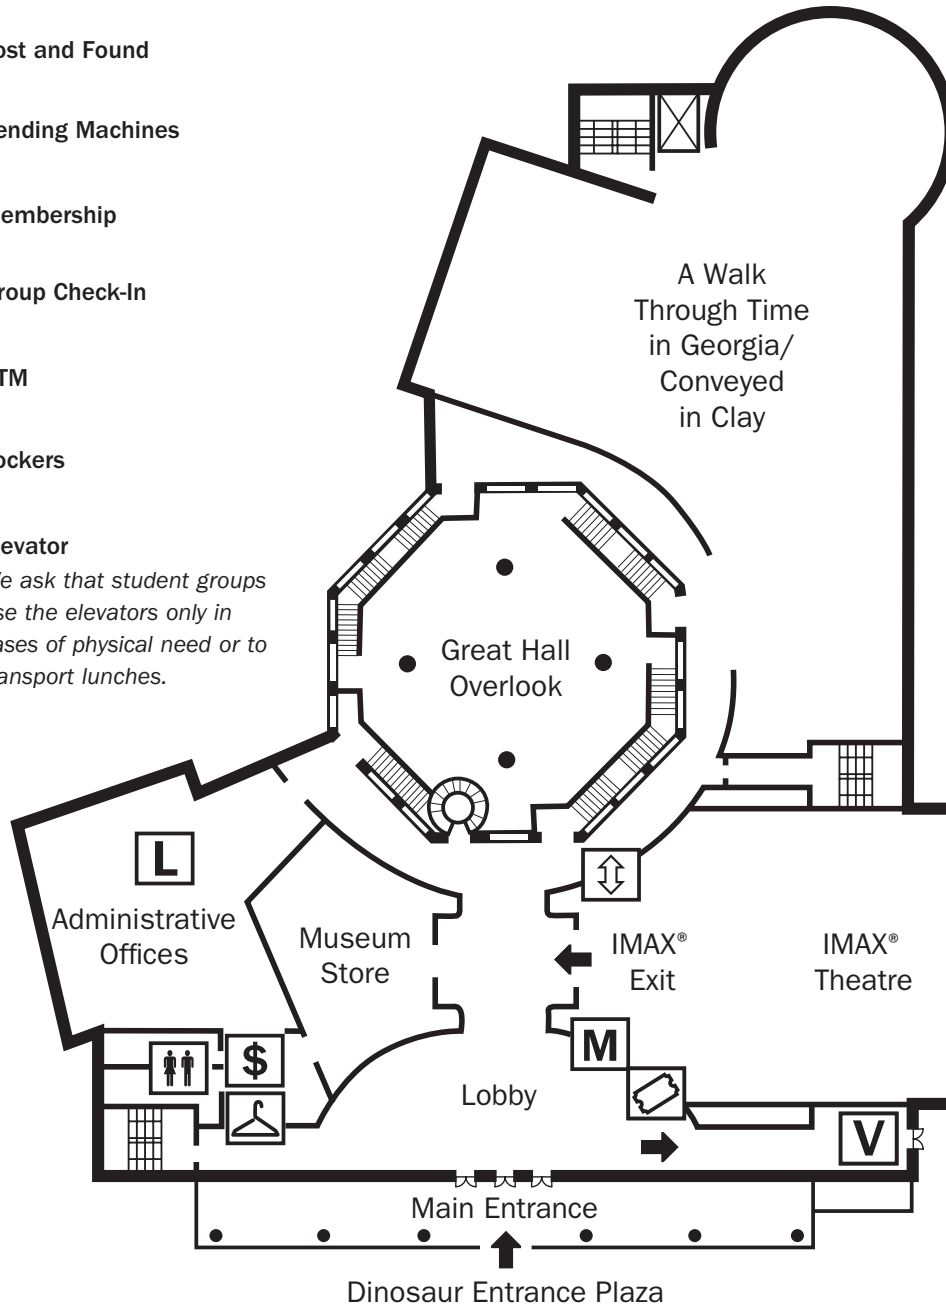 ost and Found
ending Machines
embership
roup Check-In
TM
ockers
evator
e ask that student groups
se the elevators only in
ases of physical need or to
ansport lunches.
A Walk
Through Time
in Georgia/
Conveyed
in Clay
Great Hall
Overlook
L
Administrative
Offices
Museum
Store
IMAX®
Exit
IMAX®
Theatre
M
$
Lobby
V
Main Entrance
Dinosaur Entrance Plaza